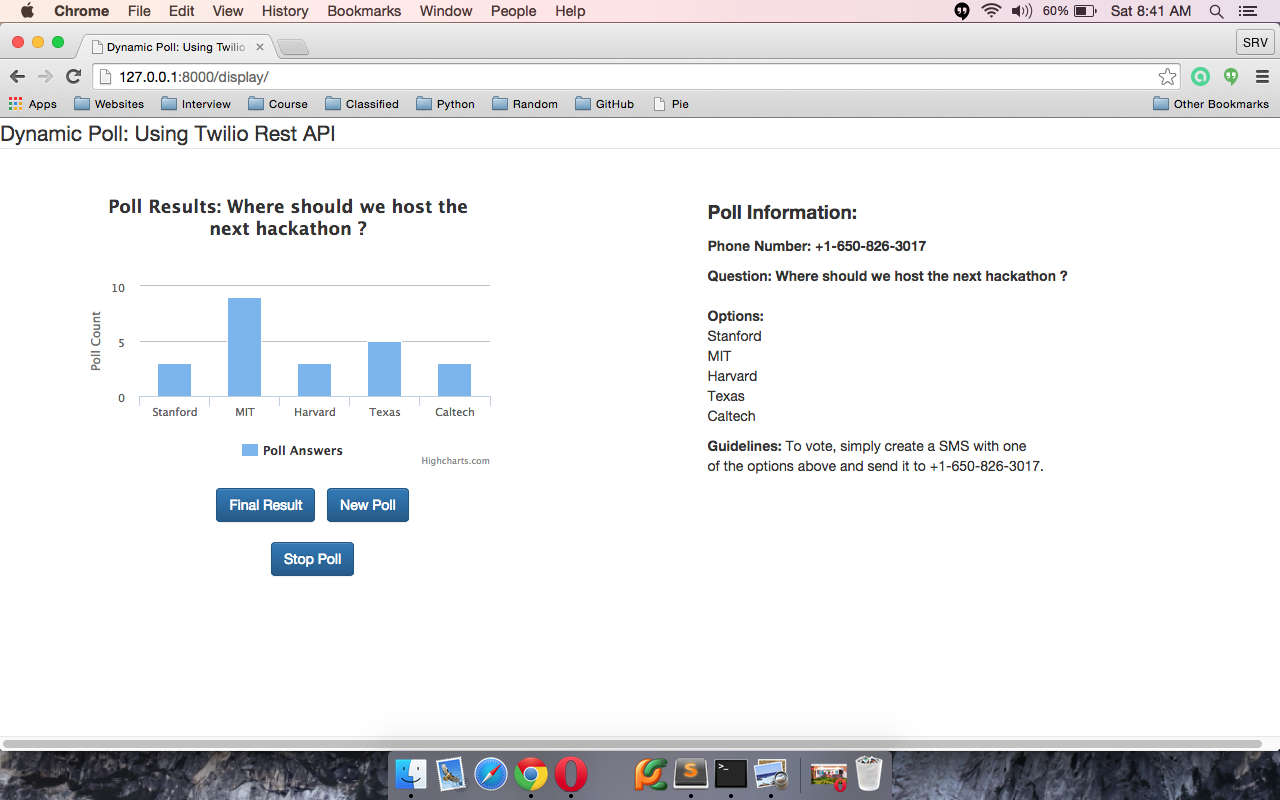 Chrome File Edit View History Bookmarks Window People Help 60% Sat 8:41 AM
Dynamic Poll: Using Twilio
SRV
127.0.0.1:8000/display/
Apps Websites Interview Course Classified Python Random GitHub Pie Other Bookmarks
Dynamic Poll: Using Twilio Rest API
Poll Results: Where should we host the
next hackathon ?
10
5
0
Poll Count
Stanford MIT Harvard Texas Caltech
Poll Answers
Highcharts.com
Final Result New Poll
Stop Poll
Poll Information:
Phone Number: +1-650-826-3017
Question: Where should we host the next hackathon ?
Options:
Stanford
MIT
Harvard
Texas
Caltech
Guidelines: To vote, simply create a SMS with one
of the options above and send it to +1-650-826-3017.